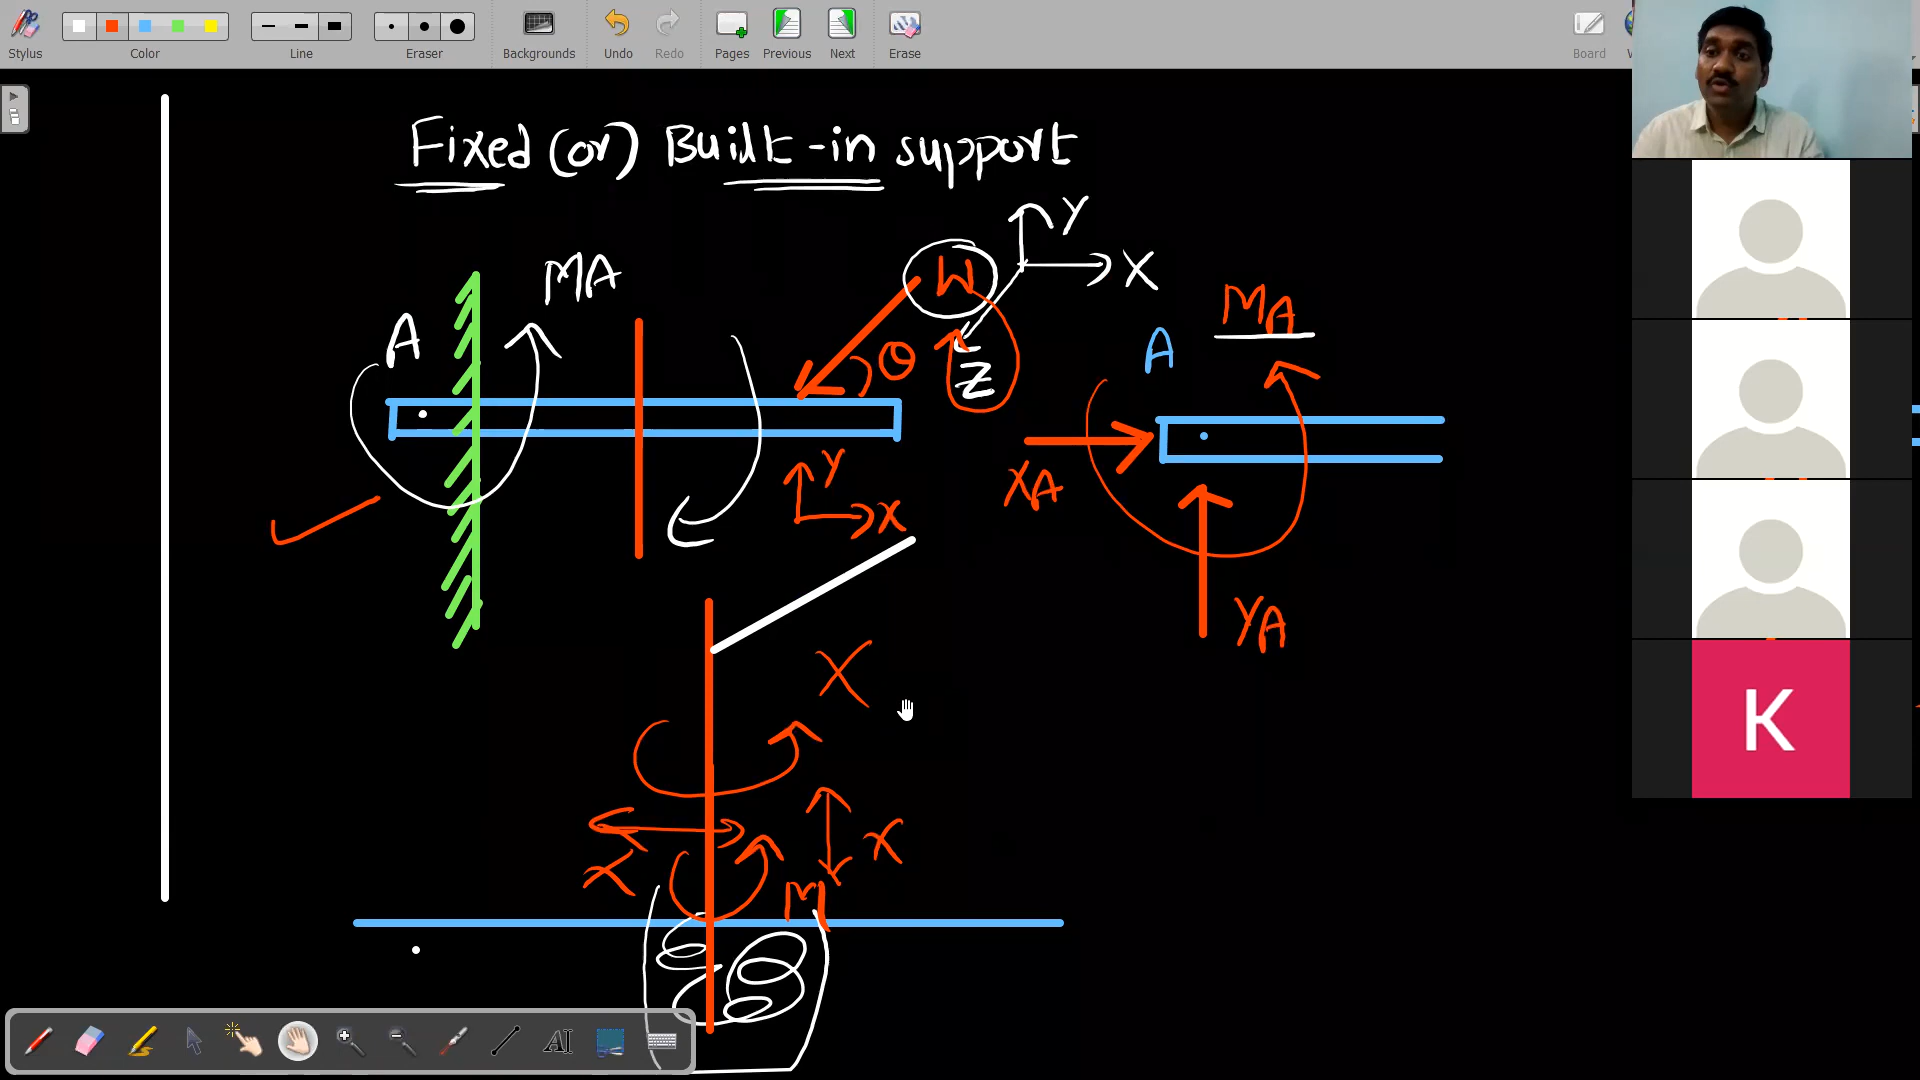 Stylus Color Line Eraser Backgrounds Undo Redo Pages Previous Next Erase Board
Fixed (or) Built-in support
Y
X
Z
MA
A
W
θ
Y
X
MA
A
XA
YA
X
X
X
M
K
AI